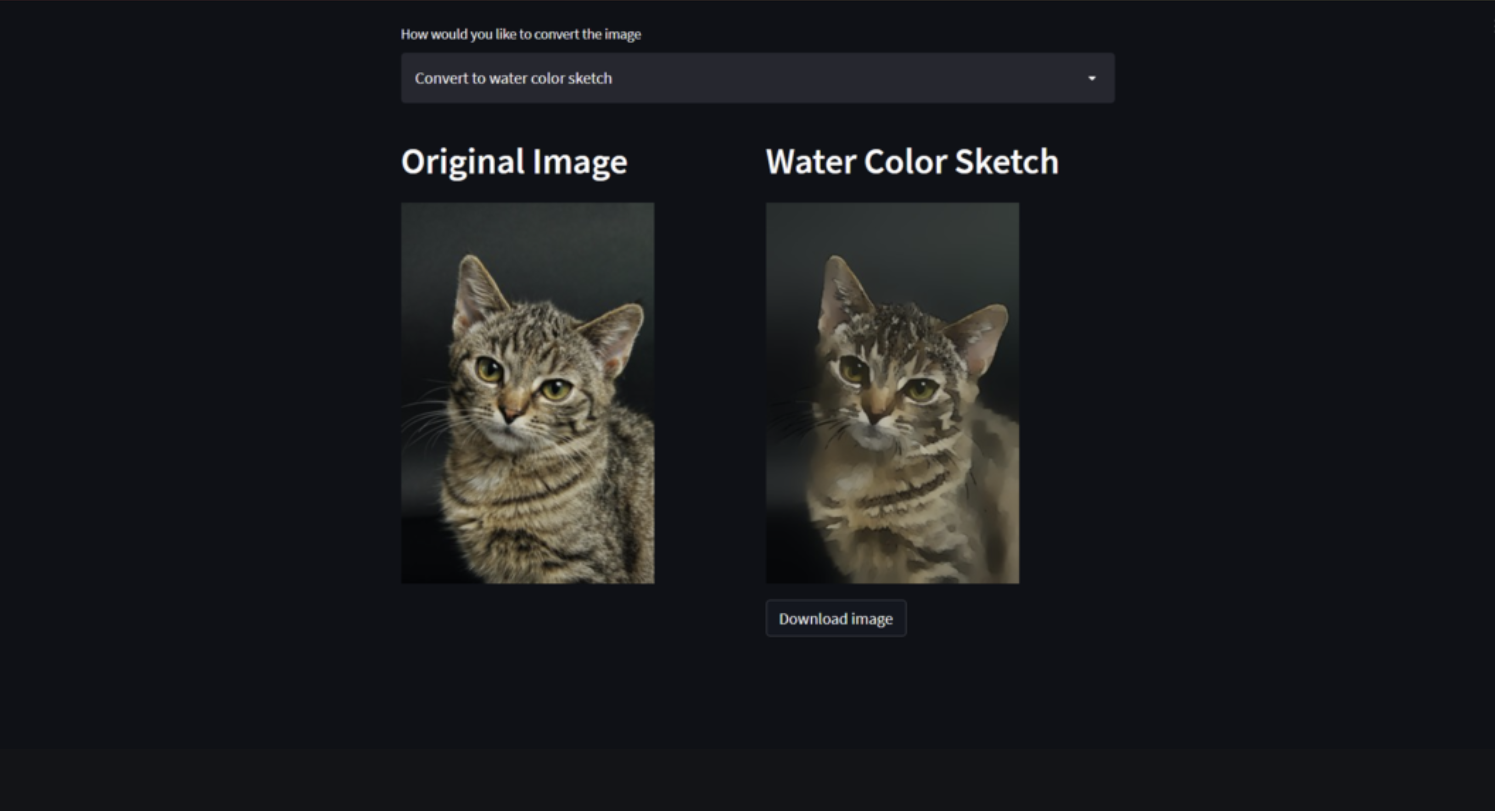 How would you like to convert the image
Convert to water color sketch
Original Image
Water Color Sketch
Download image